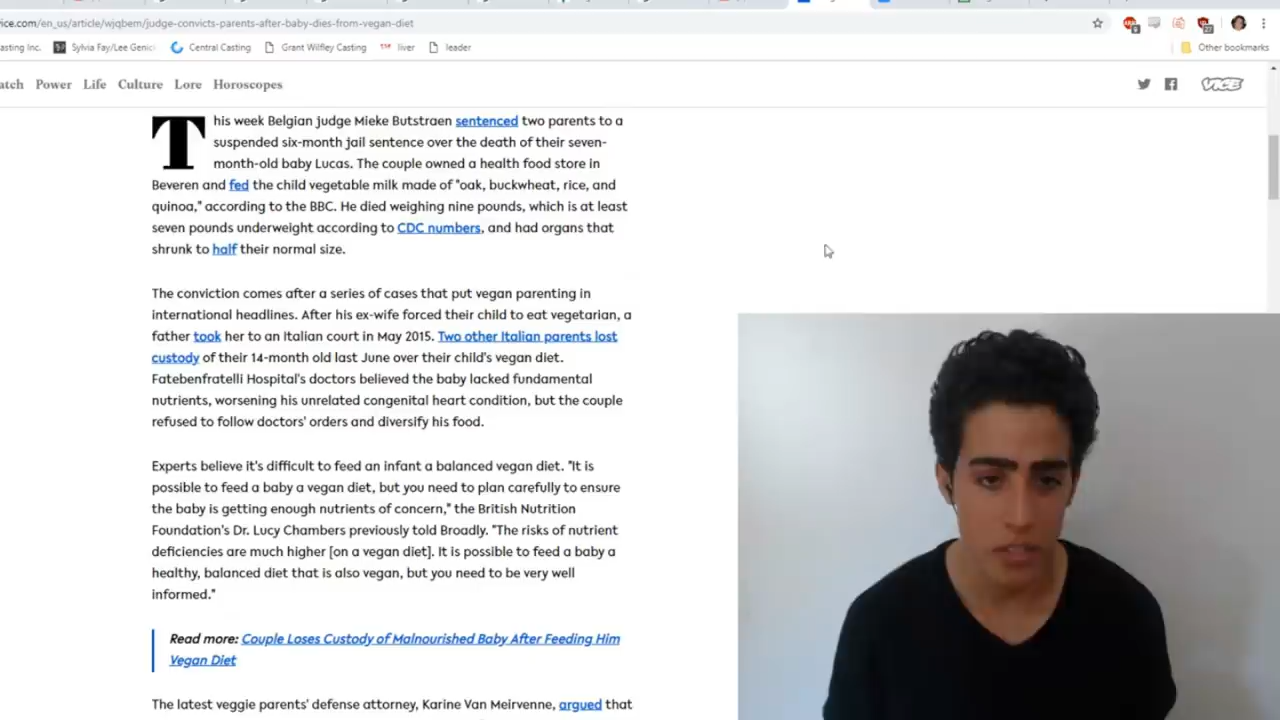 ice.com/en_us/article/wjqbem/judge-convicts-parents-after-baby-dies-from-vegan-diet
asting Inc. Sylvia Fay/Lee Genick Central Casting Grant Wilfley Casting liver leader Other bookmarks
atch Power Life Culture Lore Horoscopes VICE
This week Belgian judge Mieke Butstraen sentenced two parents to a
suspended six-month jail sentence over the death of their seven-
month-old baby Lucas. The couple owned a health food store in
Beveren and fed the child vegetable milk made of "oak, buckwheat, rice, and
quinoa," according to the BBC. He died weighing nine pounds, which is at least
seven pounds underweight according to CDC numbers, and had organs that
shrunk to half their normal size.
The conviction comes after a series of cases that put vegan parenting in
international headlines. After his ex-wife forced their child to eat vegetarian, a
father took her to an Italian court in May 2015. Two other Italian parents lost
custody of their 14-month old last June over their child's vegan diet.
Fatebenfratelli Hospital's doctors believed the baby lacked fundamental
nutrients, worsening his unrelated congenital heart condition, but the couple
refused to follow doctors' orders and diversify his food.
Experts believe it's difficult to feed an infant a balanced vegan diet. "It is
possible to feed a baby a vegan diet, but you need to plan carefully to ensure
the baby is getting enough nutrients of concern," the British Nutrition
Foundation's Dr. Lucy Chambers previously told Broadly. "The risks of nutrient
deficiencies are much higher [on a vegan diet]. It is possible to feed a baby a
healthy, balanced diet that is also vegan, but you need to be very well
informed."
Read more: Couple Loses Custody of Malnourished Baby After Feeding Him
Vegan Diet
The latest veggie parents' defense attorney, Karine Van Meirvenne, argued that